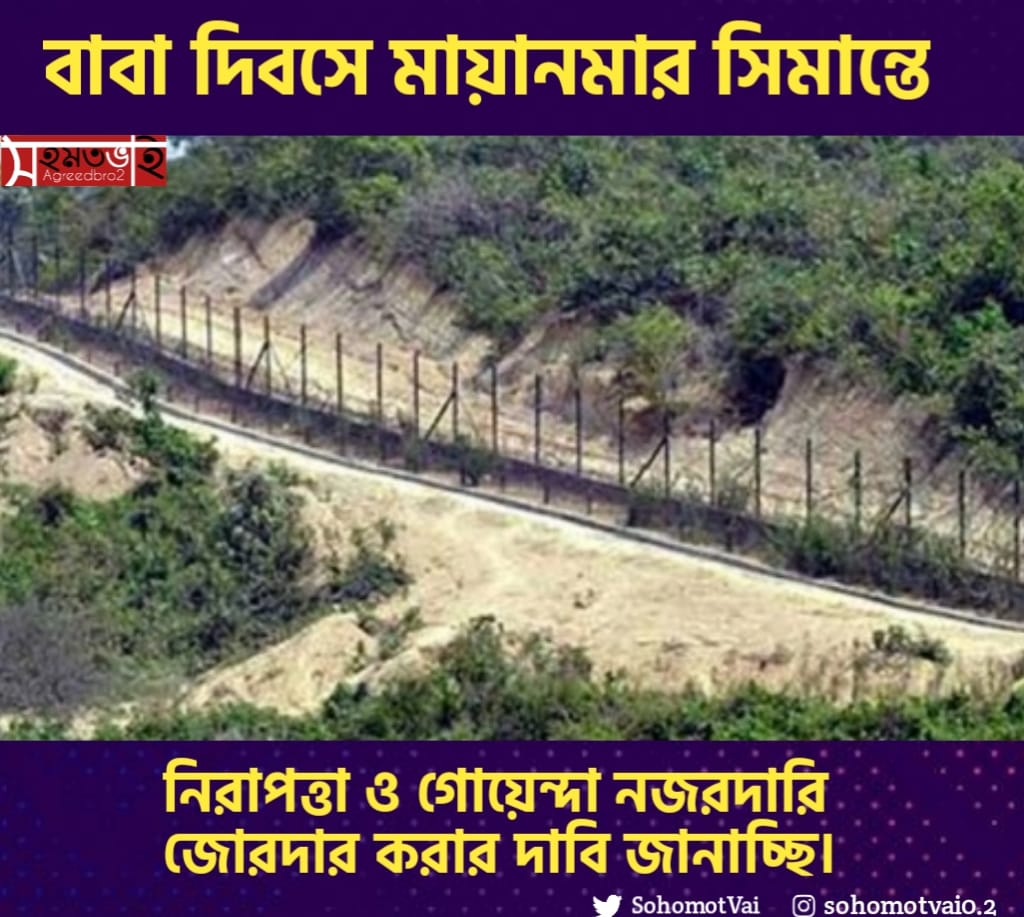 বাবা দিবসে মায়ানমার সিমান্তে
সহমতভাই
Agreedbro2
নিরাপত্তা ও গোয়েন্দা নজরদারি
জোরদার করার দাবি জানাচ্ছি।
SohomotVai
sohomotvaio.2